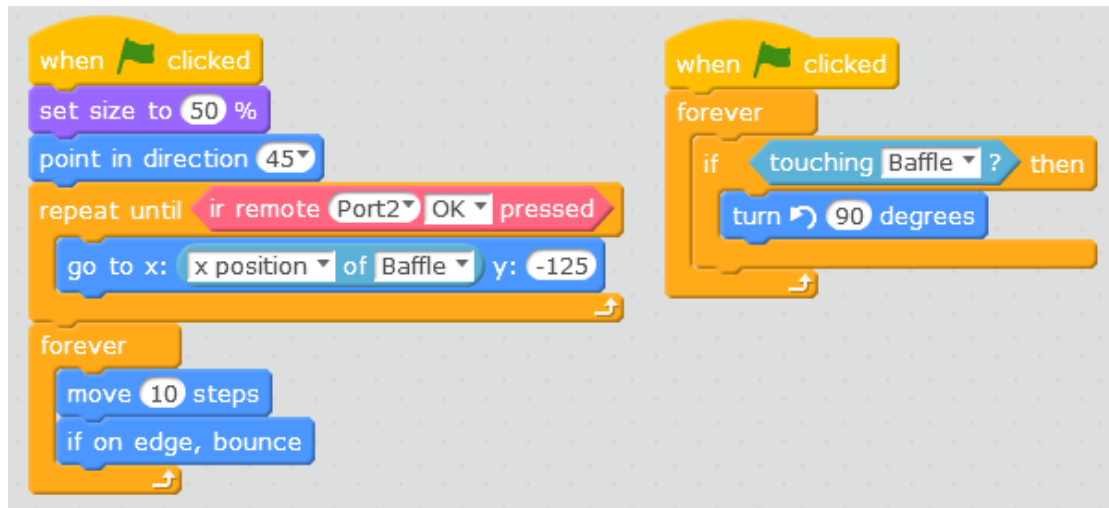 when clicked
set size to 50 %
point in direction 45
repeat until ir remote Port2 OK pressed
go to x: x position of Baffle y: -125
forever
move 10 steps
if on edge, bounce
when clicked
forever
if touching Baffle ? then
turn 90 degrees